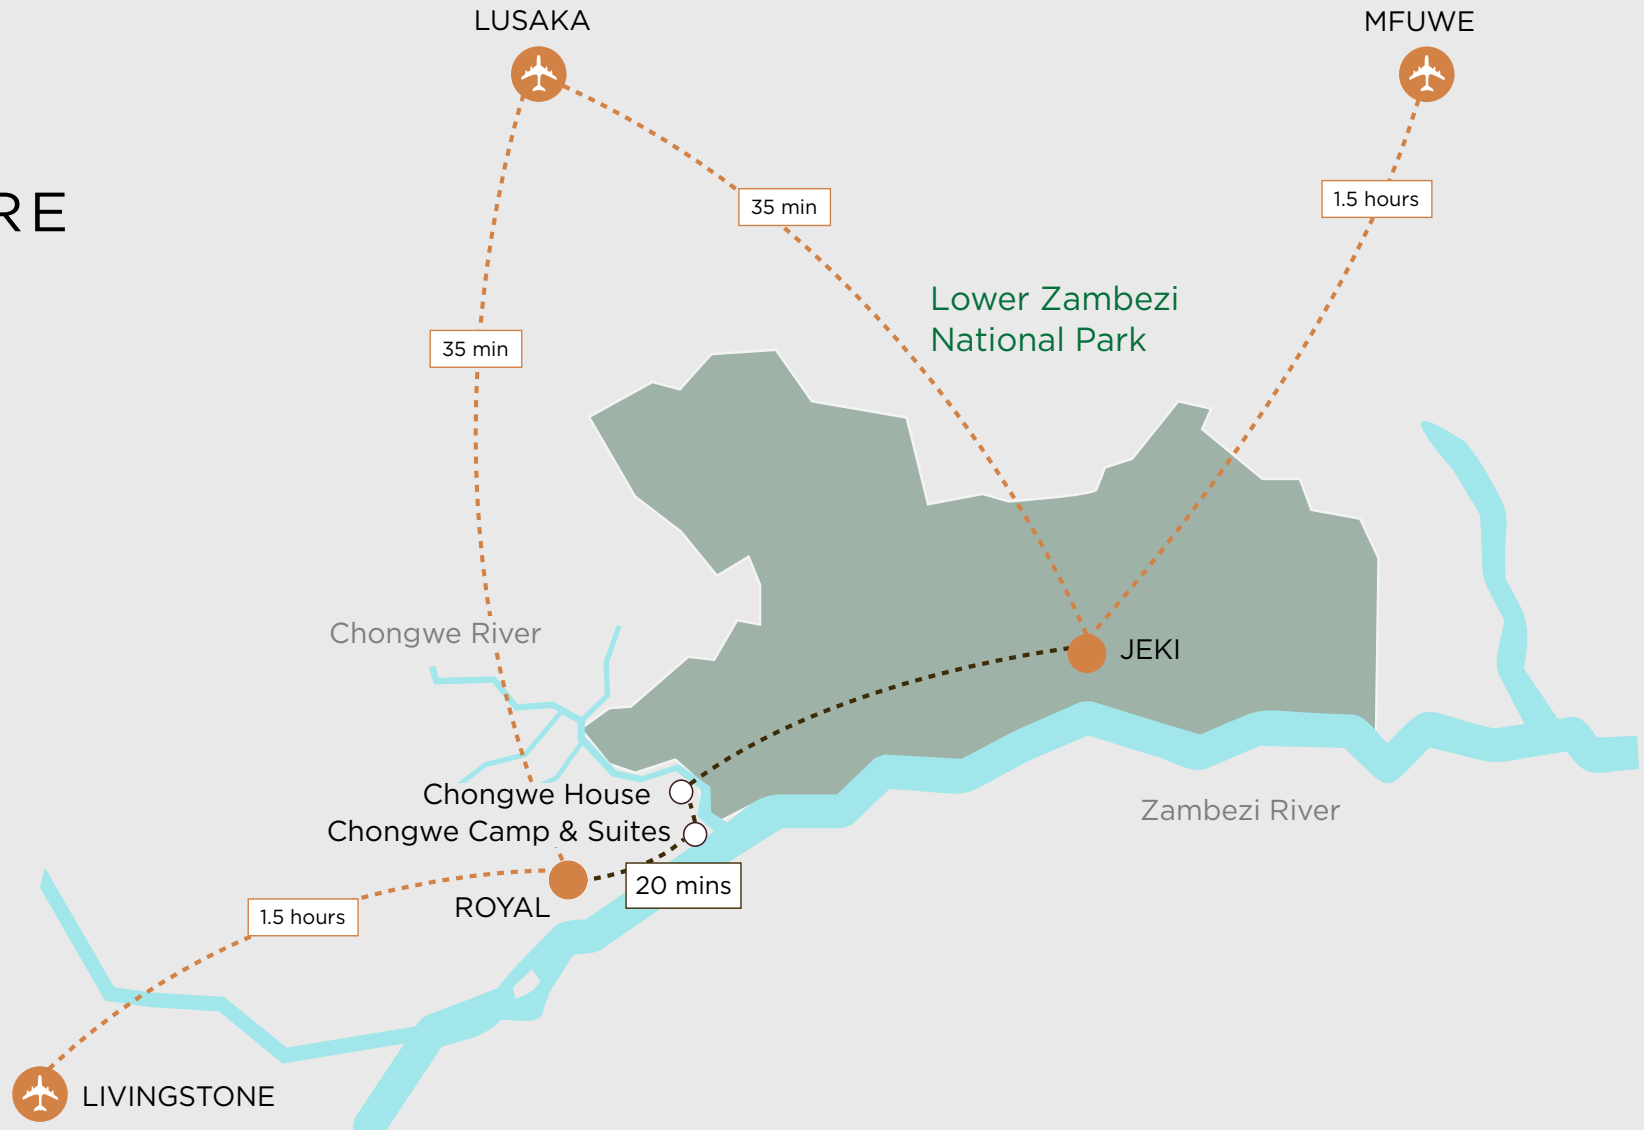 LUSAKA
MFUWE
RE
35 min
1.5 hours
Lower Zambezi
National Park
35 min
Chongwe River
JEKI
Chongwe House
Zambezi River
Chongwe Camp & Suites
20 mins
ROYAL
1.5 hours
LIVINGSTONE